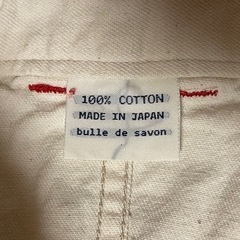 100% COTTON
MADE IN JAPAN
bulle de savon